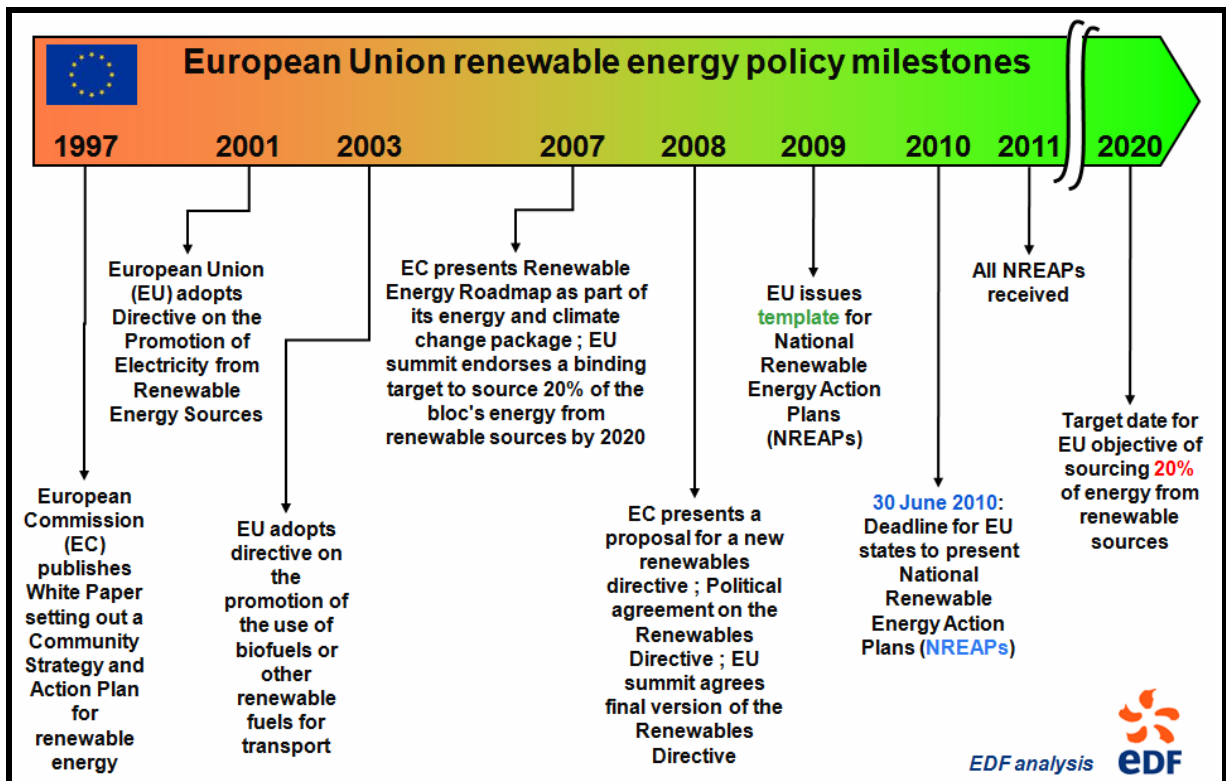 European Union renewable energy policy milestones
1997
2001
2003
2007
2008
2009
2010
2011
2020
European
Commission
(EC)
publishes
White Paper
setting out a
Community
Strategy and
Action Plan
for
renewable
energy
European Union
(EU) adopts
Directive on the
Promotion of
Electricity from
Renewable
Energy Sources
EU adopts
directive on
the
promotion of
the use of
biofuels or
other
renewable
fuels for
transport
EC presents Renewable
Energy Roadmap as part of
its energy and climate
change package ; EU
summit endorses a binding
target to source 20% of the
bloc's energy from
renewable sources by 2020
EC presents a
proposal for a new
renewables
directive ; Political
agreement on the
Renewables
Directive ; EU
summit agrees
final version of the
Renewables
Directive
EU issues
template for
National
Renewable
Energy Action
Plans
(NREAPs)
30 June 2010:
Deadline for EU
states to present
National
Renewable
Energy Action
Plans (NREAPs)
All NREAPs
received
Target date for
EU objective of
sourcing 20%
of energy from
renewable
sources
EDF analysis
eDF